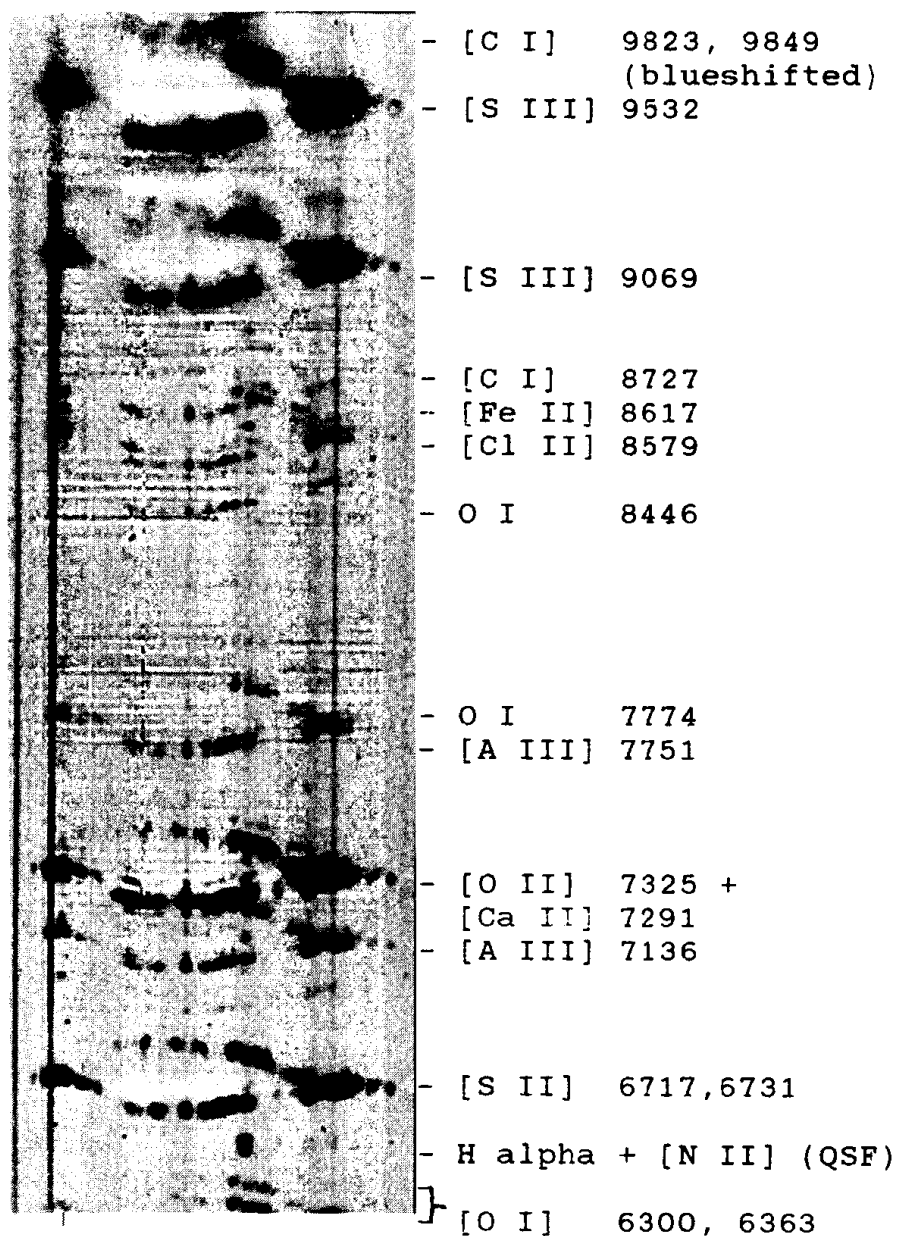 - [C I] 9823, 9849
(blueshifted)
- [S III] 9532
- [S III] 9069
- [C I] 8727
- [Fe II] 8617
- [Cl II] 8579
- O I 8446
- O I 7774
- [A III] 7751
- [O II] 7325 +
[Ca II] 7291
- [A III] 7136
- [S II] 6717,6731
- H alpha + [N II] (QSF)
[O I] 6300, 6363